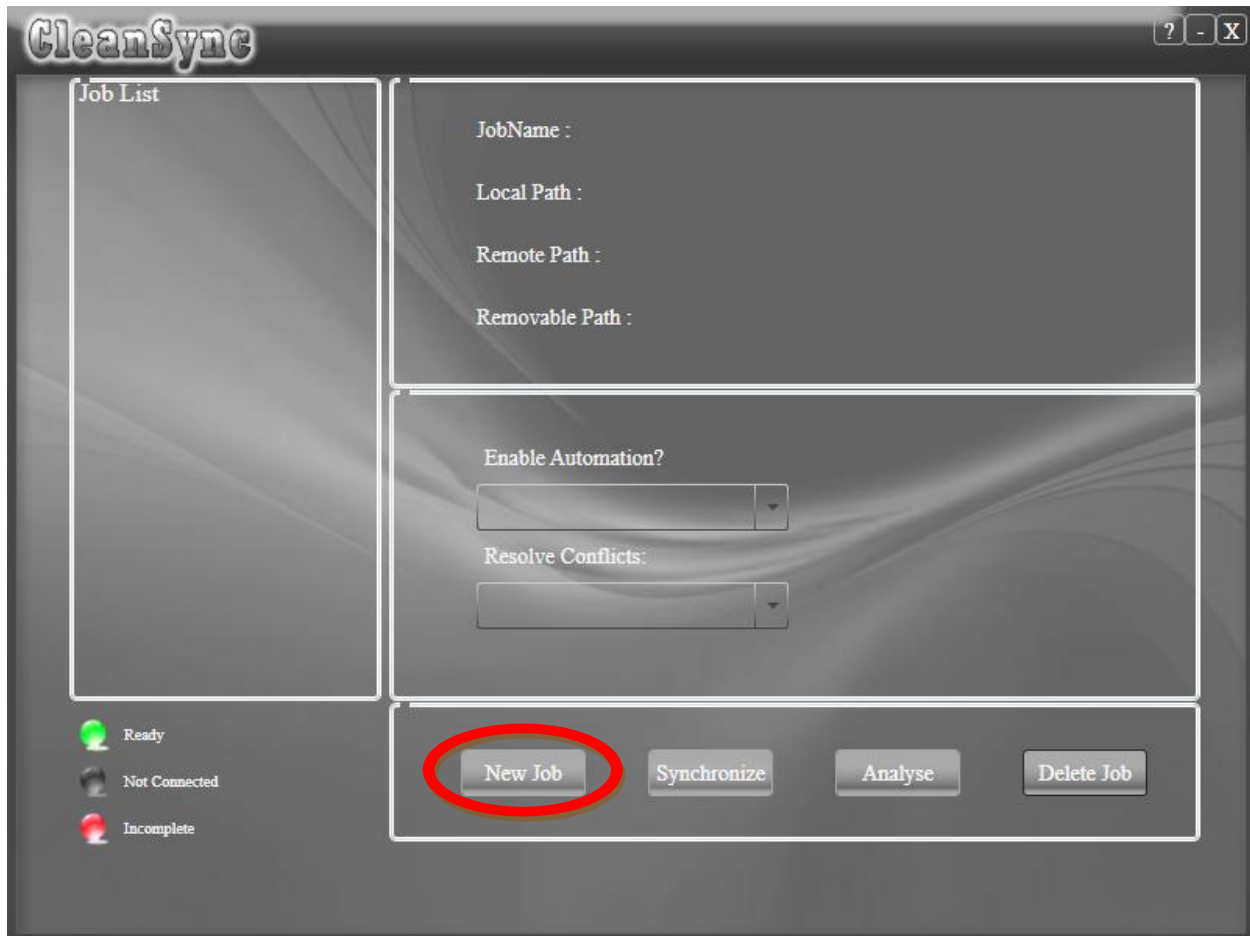 CleanSync
? - X
Job List
JobName :
Local Path :
Remote Path :
Removable Path :
Enable Automation?
Resolve Conflicts:
Ready
Not Connected
Incomplete
New Job Synchronize Analyse Delete Job